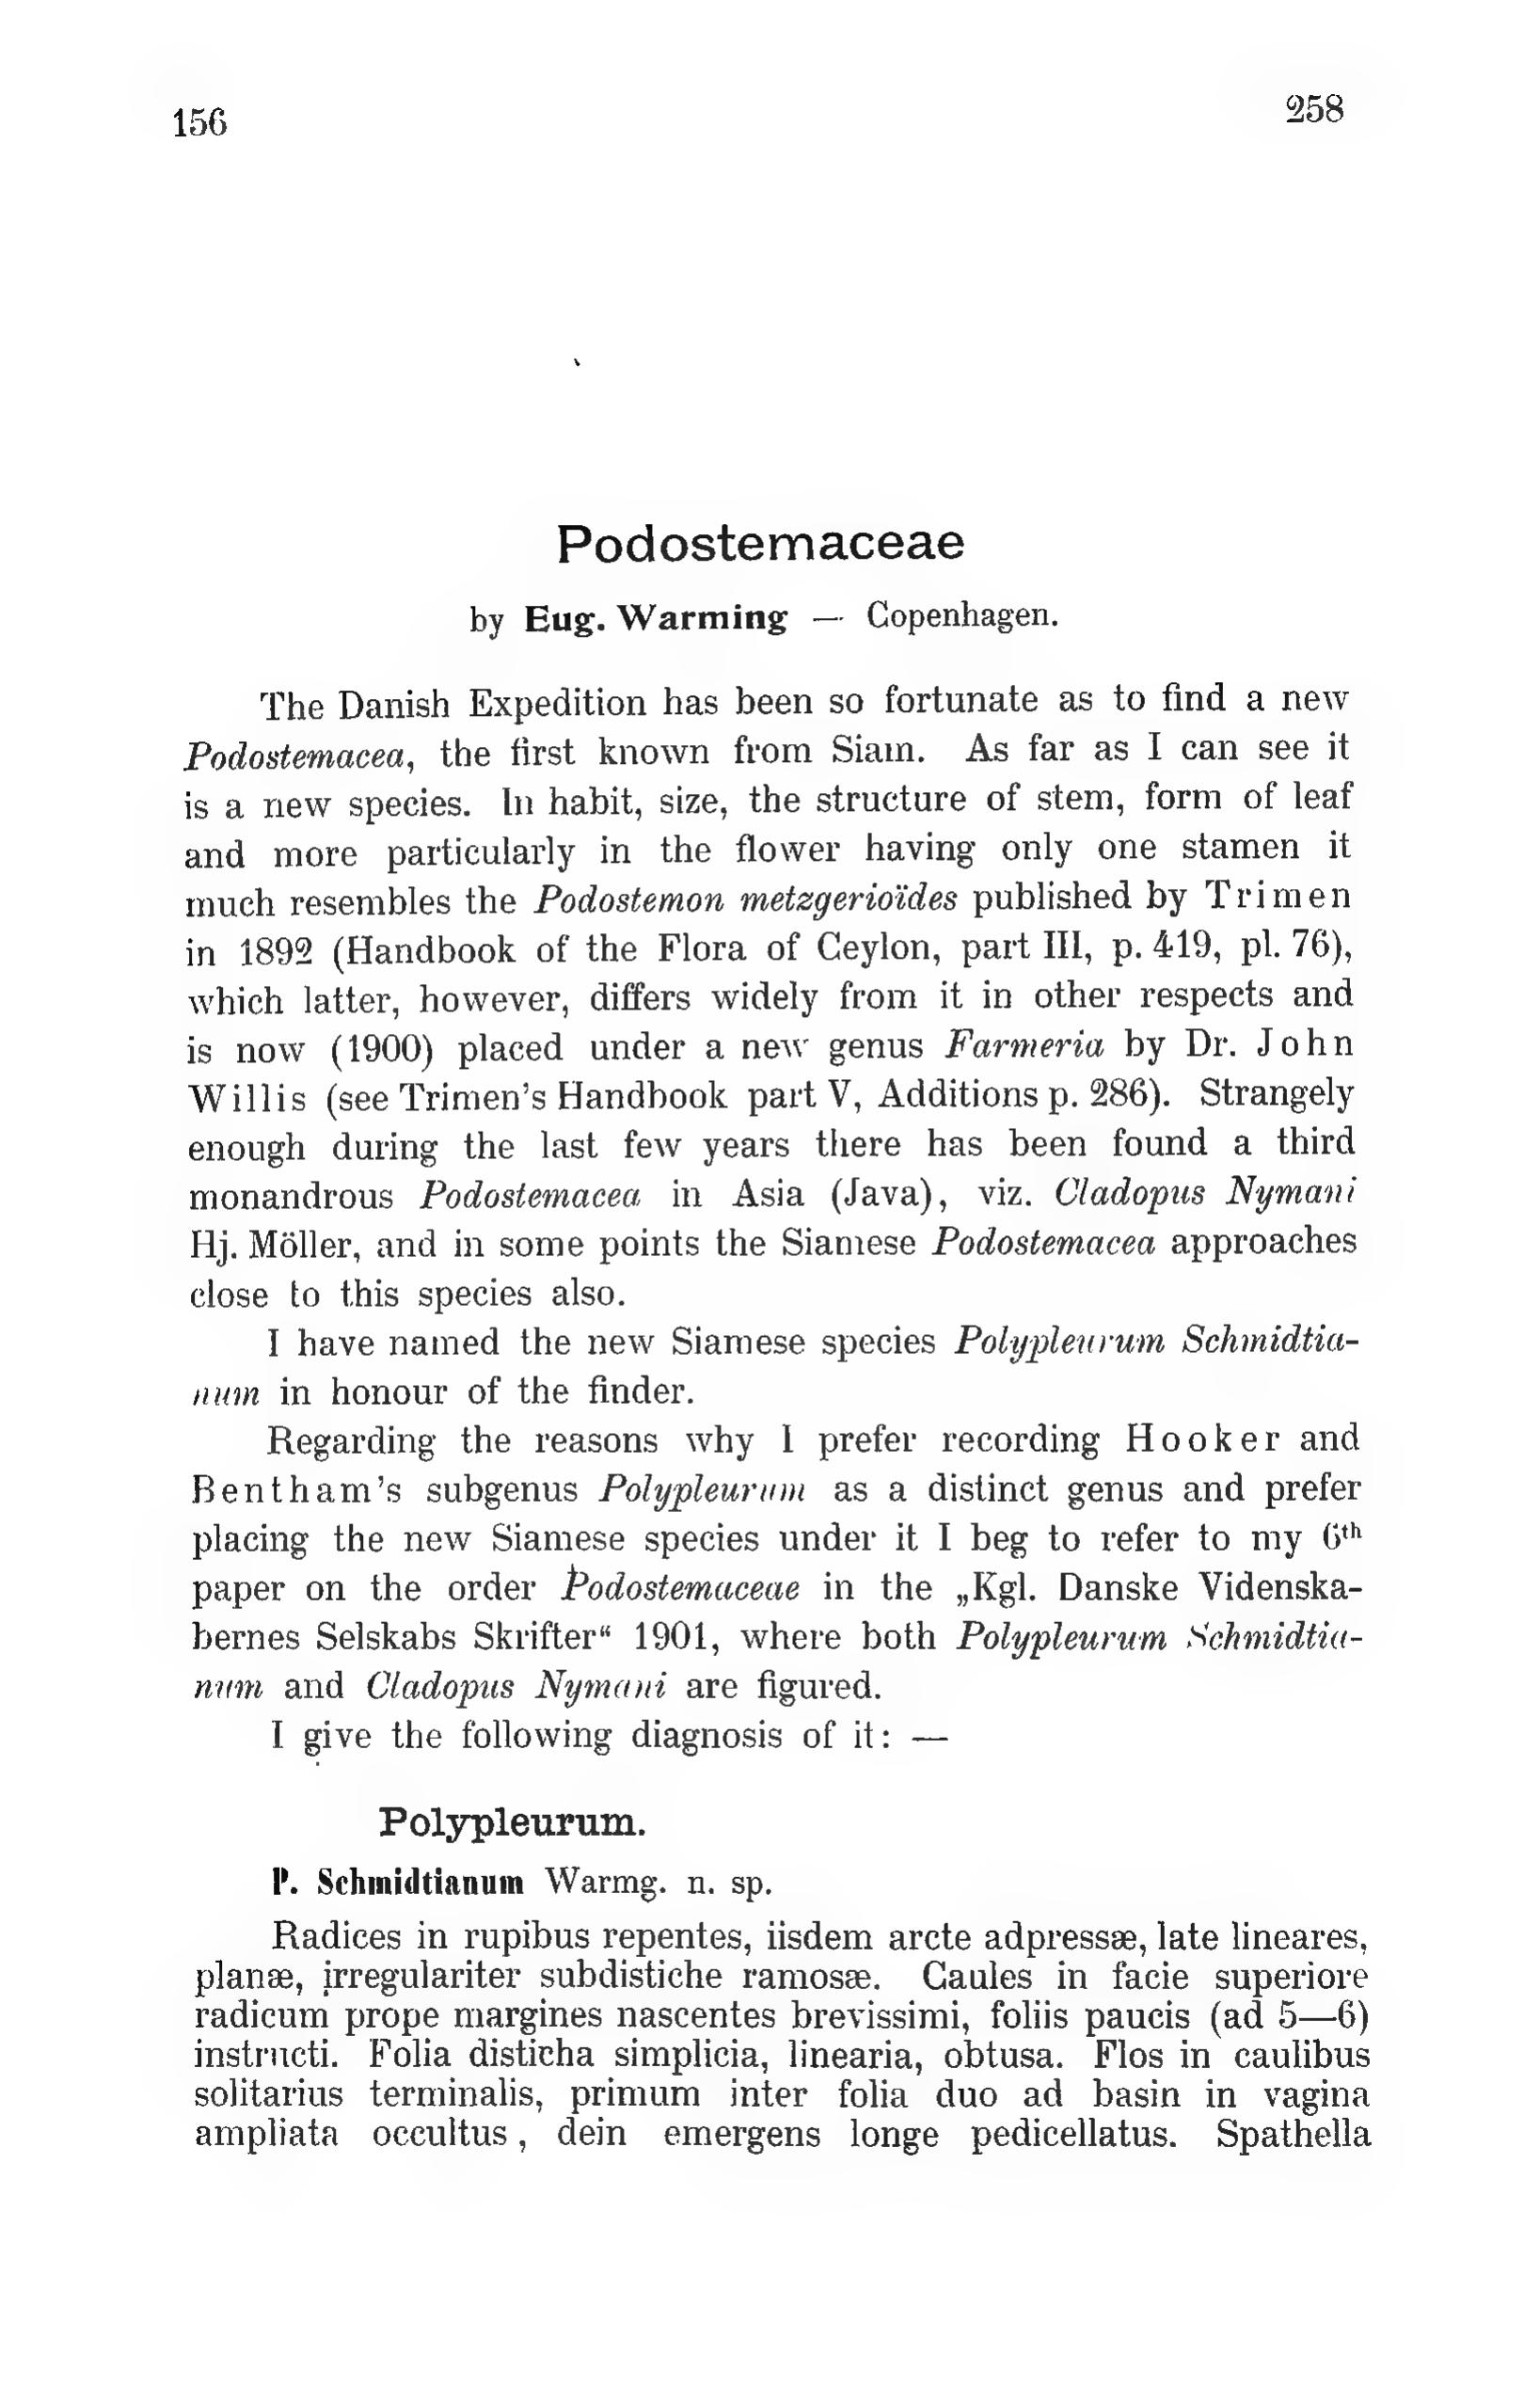 156
258
Podostemaceae
by Eug. Warming — Copenhagen.
The Danish Expedition has been so fortunate as to find a new
Podostemacea, the first known from Siam. As far as I can see it
is a new species. In habit, size, the structure of stem, form of leaf
and more particularly in the flower having only one stamen it
much resembles the Podostemon metzgerioïdes published by Trimen
in 1892 (Handbook of the Flora of Ceylon, part III, p. 419, pl. 76),
which latter, however, differs widely from it in other respects and
is now (1900) placed under a new genus Farmeria by Dr. John
Willis (see Trimen's Handbook part V, Additions p. 286). Strangely
enough during the last few years there has been found a third
monandrous Podostemacea in Asia (Java), viz. Cladopus Nymani
Hj. Möller, and in some points the Siamese Podostemacea approaches
close to this species also.
I have named the new Siamese species Polypleurum Schmidtia-
num in honour of the finder.
Regarding the reasons why I prefer recording Hooker and
Bentham's subgenus Polypleurum as a distinct genus and prefer
placing the new Siamese species under it I beg to refer to my 6th
paper on the order Podostemaceae in the „Kgl. Danske Videnska-
bernes Selskabs Skrifter“ 1901, where both Polypleurum Schmidtia-
num and Cladopus Nymani are figured.
I give the following diagnosis of it: —
Polypleurum.
P. Schmidtianum Warmg. n. sp.
Radices in rupibus repentes, iisdem arcte adpressæ, late lineares,
planæ, irregulariter subdistiche ramosæ. Caules in facie superiore
radicum prope margines nascentes brevissimi, foliis paucis (ad 5—6)
instructi. Folia disticha simplicia, linearia, obtusa. Flos in caulibus
solitarius terminalis, primum inter folia duo ad basin in vagina
ampliata occultus, dein emergens longe pedicellatus. Spathella